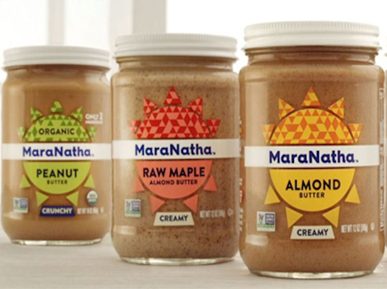 ORGANIC
MaraNatha
PEANUT
BUTTER
CRUNCHY
MaraNatha
RAW MAPLE
ALMOND BUTTER
CREAMY
MaraNatha
ALMOND
BUTTER
CREAMY